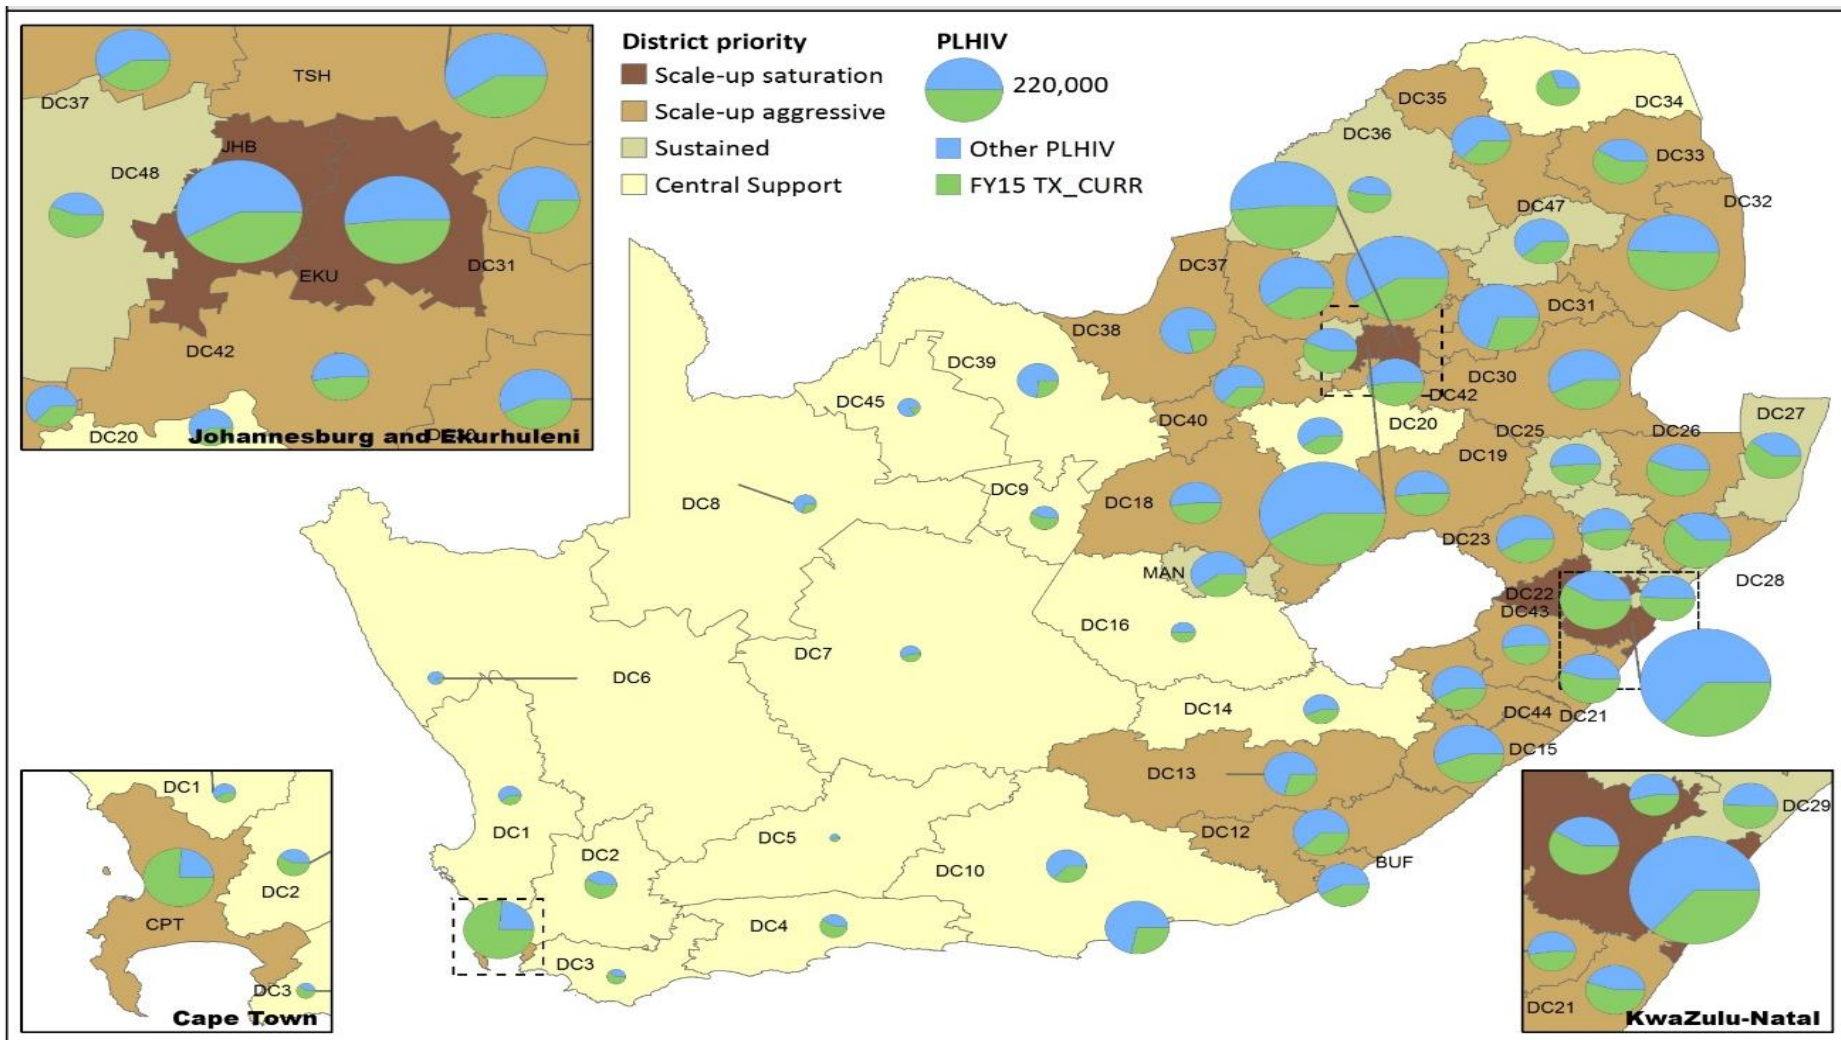 District priority
Scale-up saturation
Scale-up aggressive
Sustained
Central Support
PLHIV
220,000
Other PLHIV
FY15 TX_CURR
TSH
DC37
JHB
DC48
EKU
DC31
DC42
DC20
Johannesburg and Ekurhuleni
DC35
DC34
DC36
DC33
DC47
DC32
DC37
DC31
DC38
DC39
DC30
DC42
DC45
DC40
DC20
DC27
DC25
DC26
DC19
DC9
DC8
DC18
DC23
MAN
DC28
DC22
DC43
DC16
DC7
DC6
DC14
DC44
DC21
DC15
DC13
DC12
DC5
DC1
DC2
DC10
BUF
DC4
DC3
DC1
DC2
CPT
DC3
Cape Town
DC29
DC21
KwaZulu-Natal